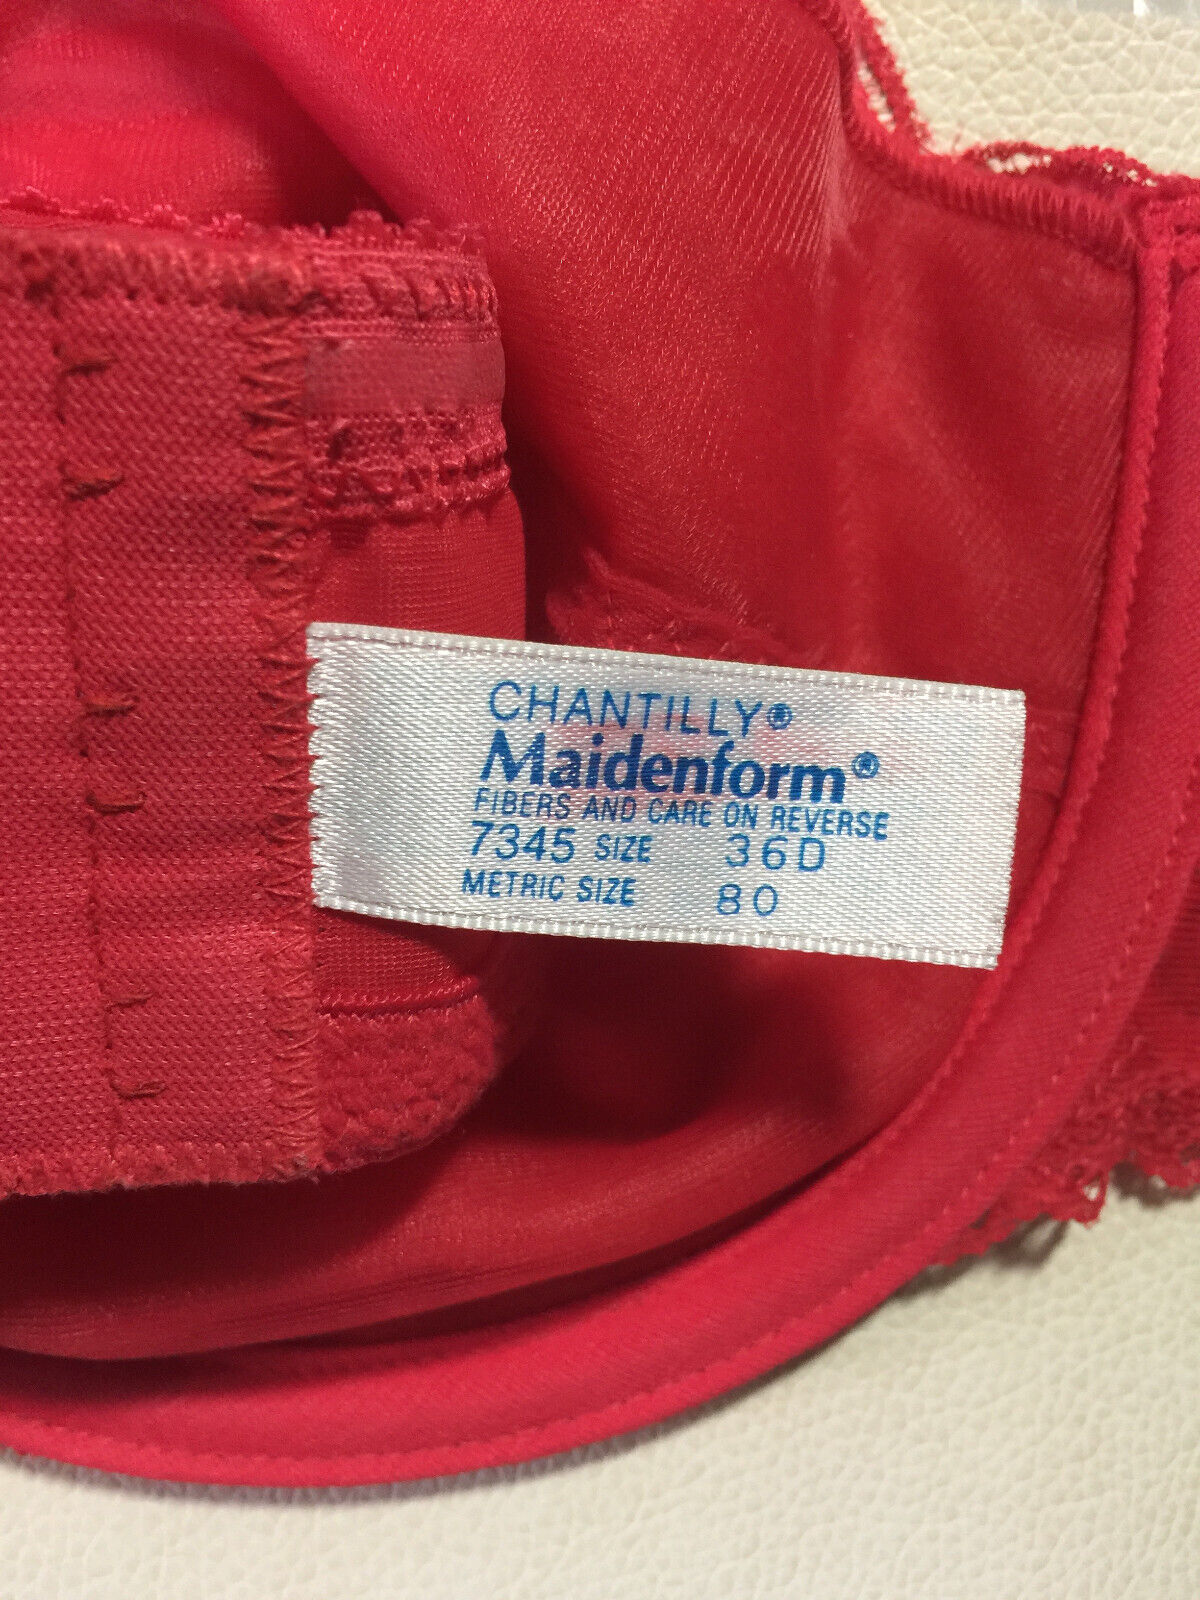 CHANTILLY®
Maidenform®
FIBERS AND CARE ON REVERSE
7345 SIZE 36D
METRIC SIZE 80